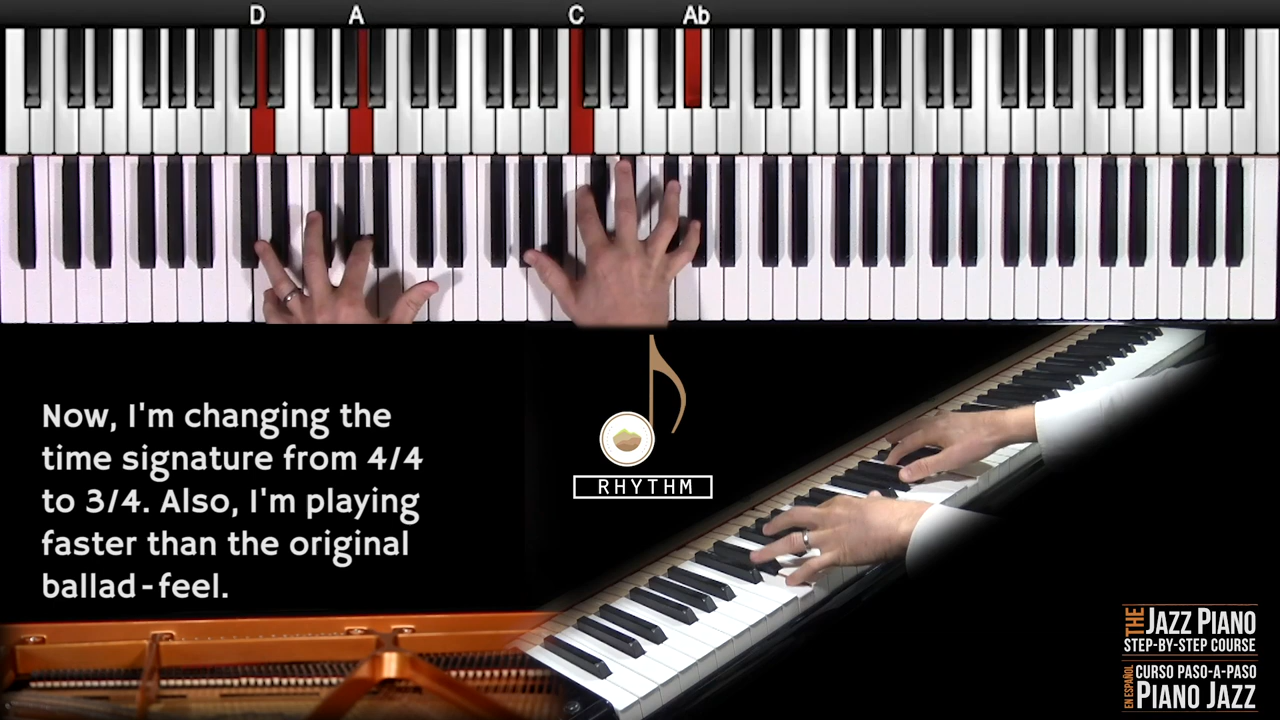 D A C Ab
Now, I'm changing the
time signature from 4/4
to 3/4. Also, I'm playing
faster than the original
ballad-feel.
RHYTHM
THE JAZZ PIANO
STEP-BY-STEP COURSE
EN ESPAÑOL CURSO PASO-A-PASO
PIANO JAZZ